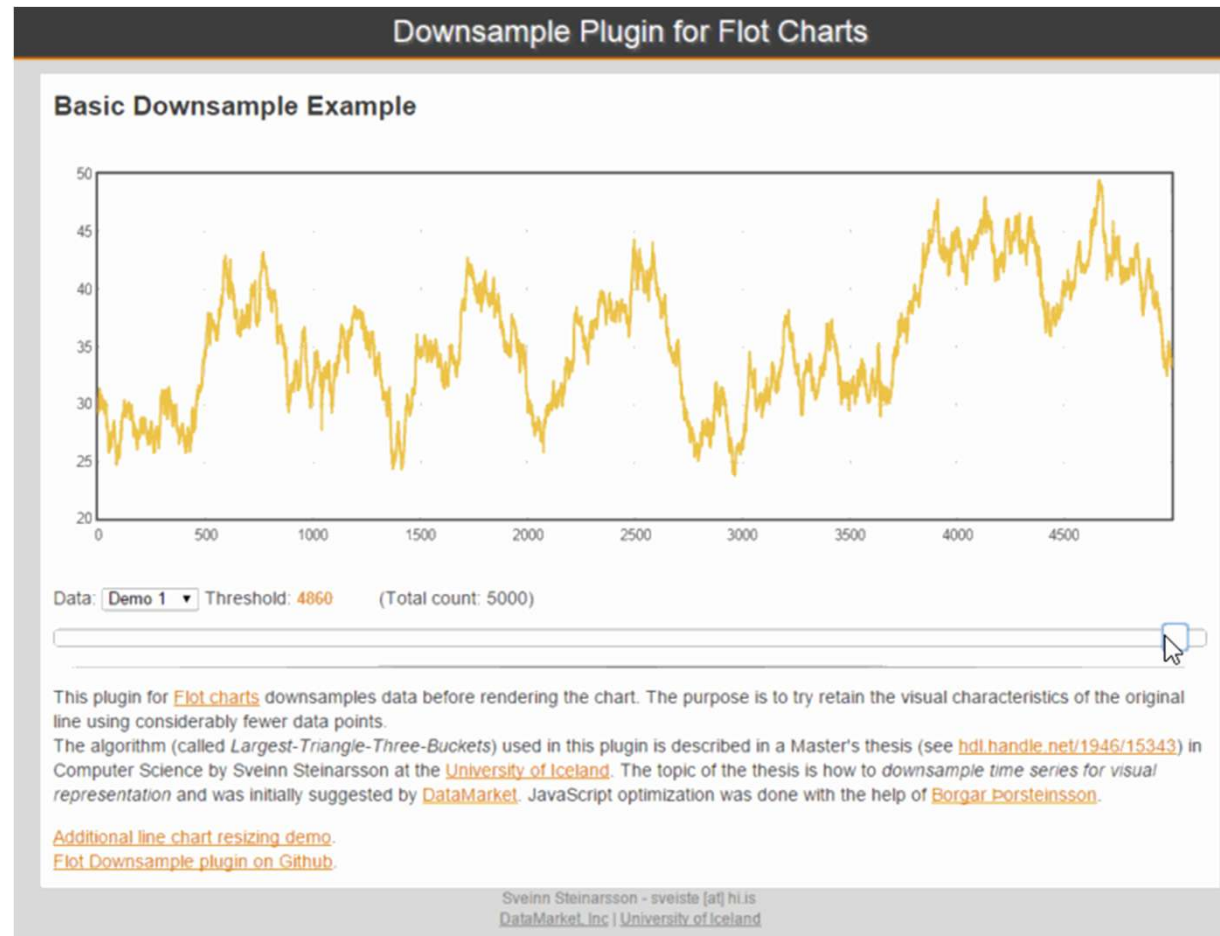 Downsample Plugin for Flot Charts
Basic Downsample Example
50
45
40
35
30
25
20
0 500 1000 1500 2000 2500 3000 3500 4000 4500
Data: Demo 1 Threshold: 4860 (Total count: 5000)
This plugin for Flot charts downsamples data before rendering the chart. The purpose is to try retain the visual characteristics of the original
line using considerably fewer data points.
The algorithm (called Largest-Triangle-Three-Buckets) used in this plugin is described in a Master's thesis (see hdl.handle.net/1946/15343) in
Computer Science by Sveinn Steinarsson at the University of Iceland. The topic of the thesis is how to downsample time series for visual
representation and was initially suggested by DataMarket. JavaScript optimization was done with the help of Borgar Þorsteinsson.
Additional line chart resizing demo.
Flot Downsample plugin on Github.
Sveinn Steinarsson - sveiste [at] hi.is
DataMarket, Inc | University of Iceland